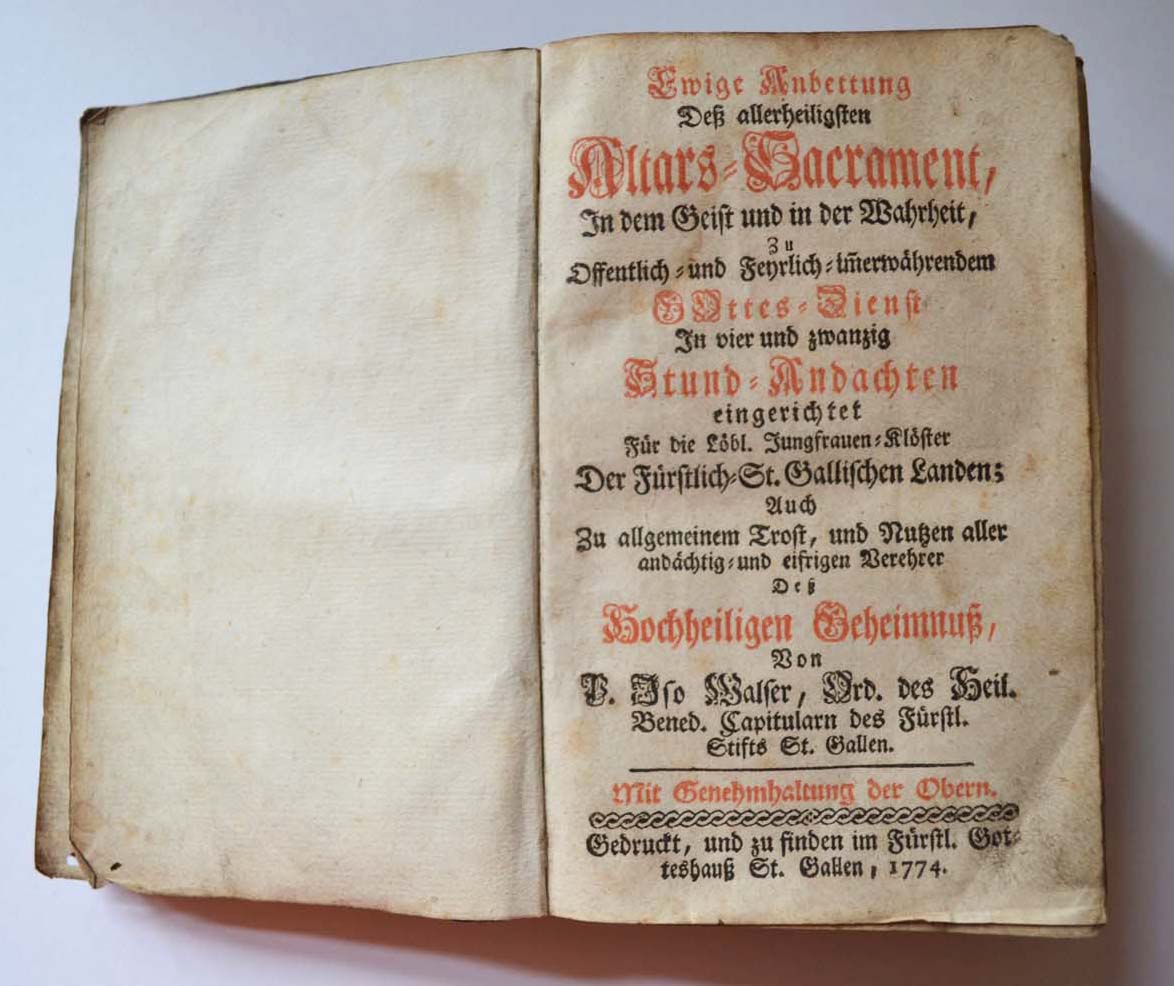 Ewige Anbettung
Deß allerheiligsten
Altars-Sacrament,
In dem Geist und in der Wahrheit,
Zu
Offentlich- und Feyrlich-im̅erwährendem
GOttes-Dienst
In vier und zwanzig
Stund-Andachten
eingerichtet
Für die Löbl. Jungfrauen-Klöster
Der Fürstlich-St. Gallischen Landen;
Auch
Zu allgemeinem Trost, und Nutzen aller
andächtig- und eifrigen Verehrer
Deß
Hochheiligen Geheimnuß,
Von
P. Iso Walser, Ord. des Heil.
Bened. Capitularn des Fürstl.
Stifts St. Gallen.
Mit Genehmhaltung der Obern.
Gedruckt, und zu finden im Fürstl. Got-
teshauß St. Gallen, 1774.